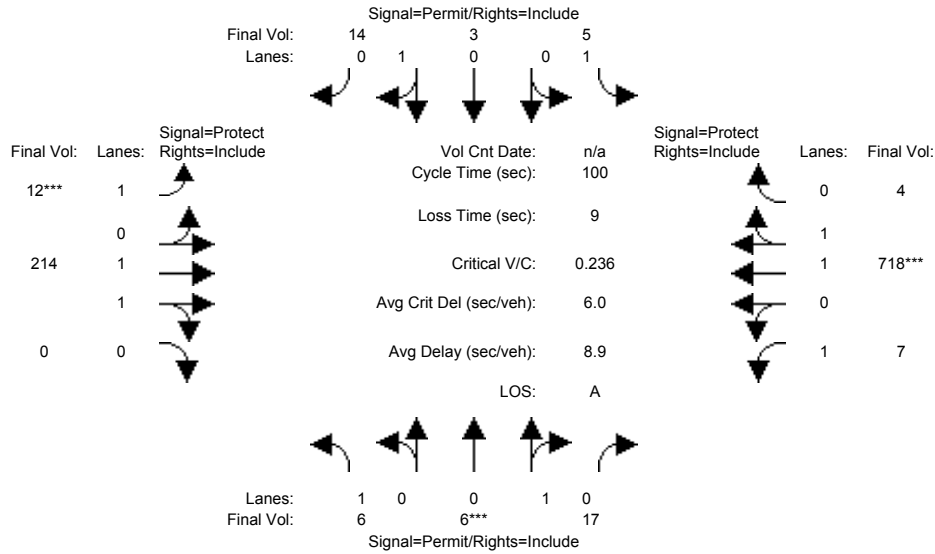 Signal=Permit/Rights=Include
Final Vol: 14 3 5
Lanes: 0 1 0 0 1
Signal=Protect Signal=Protect
Final Vol: Lanes: Rights=Include Vol Cnt Date: n/a Rights=Include Lanes: Final Vol:
Cycle Time (sec): 100
12*** 1 0 4
Loss Time (sec): 9
0 1
214 1 Critical V/C: 0.236 1 718***
1 Avg Crit Del (sec/veh): 6.0 0
0 0 Avg Delay (sec/veh): 8.9 1 7
LOS: A
Lanes: 1 0 0 1 0
Final Vol: 6 6*** 17
Signal=Permit/Rights=Include